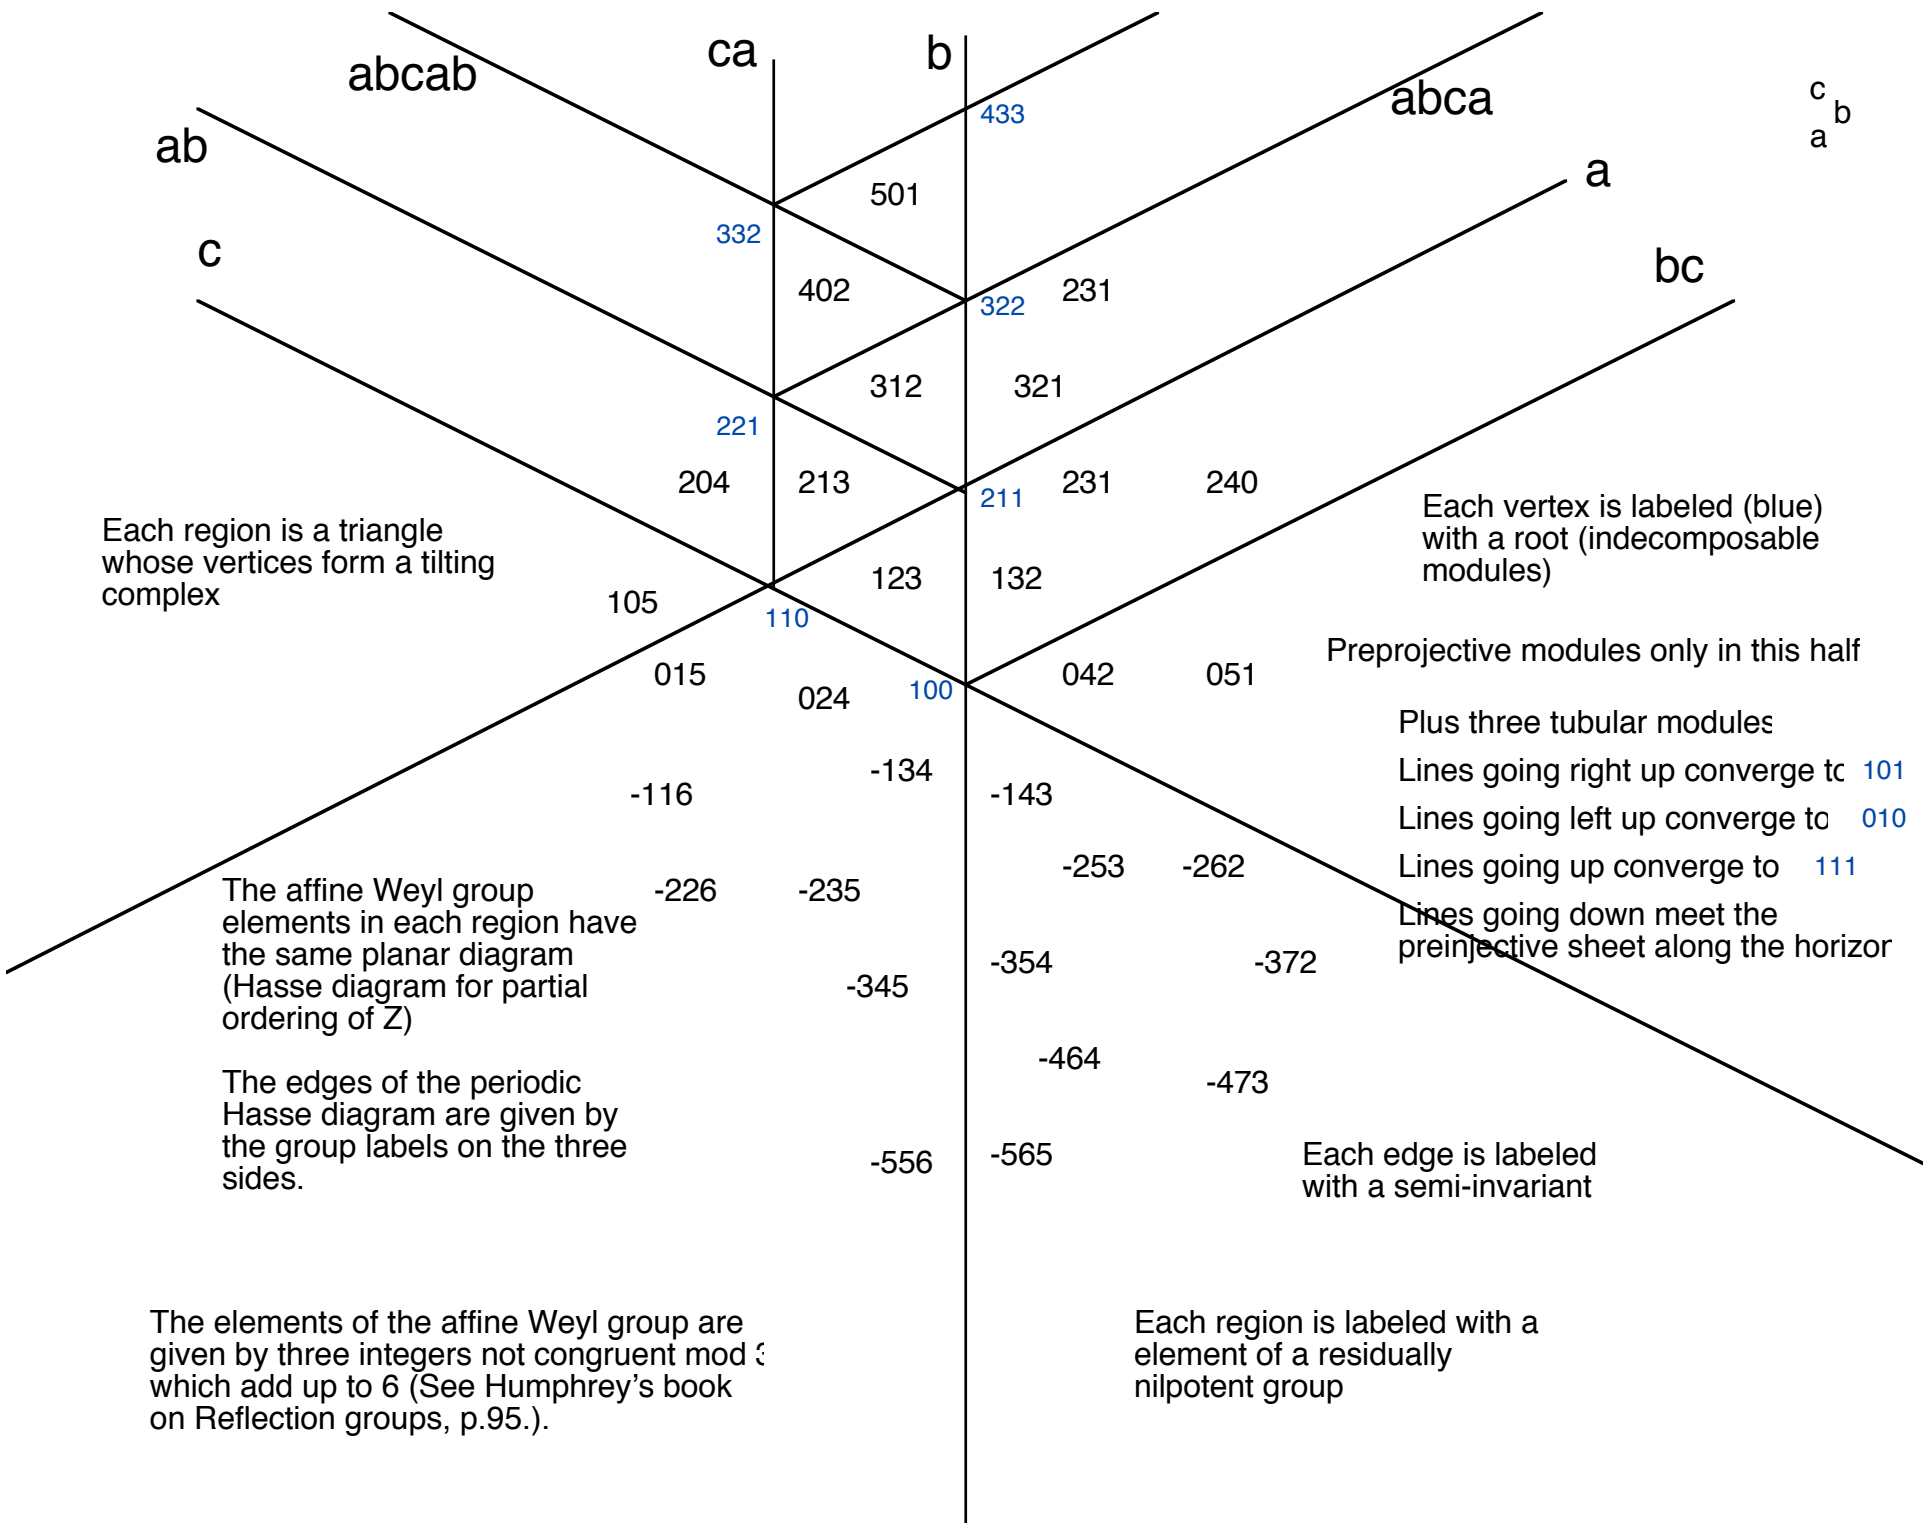 ca
b
abcab
c
b
a
abca
433
ab
a
501
332
c
bc
402
322
231
312
321
221
204
213
231
240
211
Each vertex is labeled (blue)
with a root (indecomposable
modules)
Each region is a triangle
whose vertices form a tilting
complex
123
132
105
110
Preprojective modules only in this half
015
024
100
042
051
Plus three tubular modules
Lines going right up converge to 101
-134
-116
-143
Lines going left up converge to 010
Lines going up converge to 111
-253
-262
-226
-235
Lines going down meet the
preinjective sheet along the horizon
The affine Weyl group
elements in each region have
the same planar diagram
(Hasse diagram for partial
ordering of Z)
-354
-372
-345
-464
-473
The edges of the periodic
Hasse diagram are given by
the group labels on the three
sides.
-556
-565
Each edge is labeled
with a semi-invariant
The elements of the affine Weyl group are
given by three integers not congruent mod 3
which add up to 6 (See Humphrey's book
on Reflection groups, p.95.).
Each region is labeled with a
element of a residually
nilpotent group